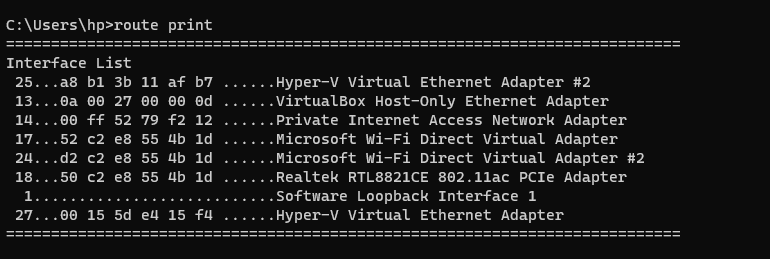 C:\Users\hp>route print
===========================================================================
Interface List
 25...a8 b1 3b 11 af b7 ......Hyper-V Virtual Ethernet Adapter #2
 13...0a 00 27 00 00 0d ......VirtualBox Host-Only Ethernet Adapter
 14...00 ff 52 79 f2 12 ......Private Internet Access Network Adapter
 17...52 c2 e8 55 4b 1d ......Microsoft Wi-Fi Direct Virtual Adapter
 24...d2 c2 e8 55 4b 1d ......Microsoft Wi-Fi Direct Virtual Adapter #2
 18...50 c2 e8 55 4b 1d ......Realtek RTL8821CE 802.11ac PCIe Adapter
  1...........................Software Loopback Interface 1
 27...00 15 5d e4 15 f4 ......Hyper-V Virtual Ethernet Adapter
===========================================================================